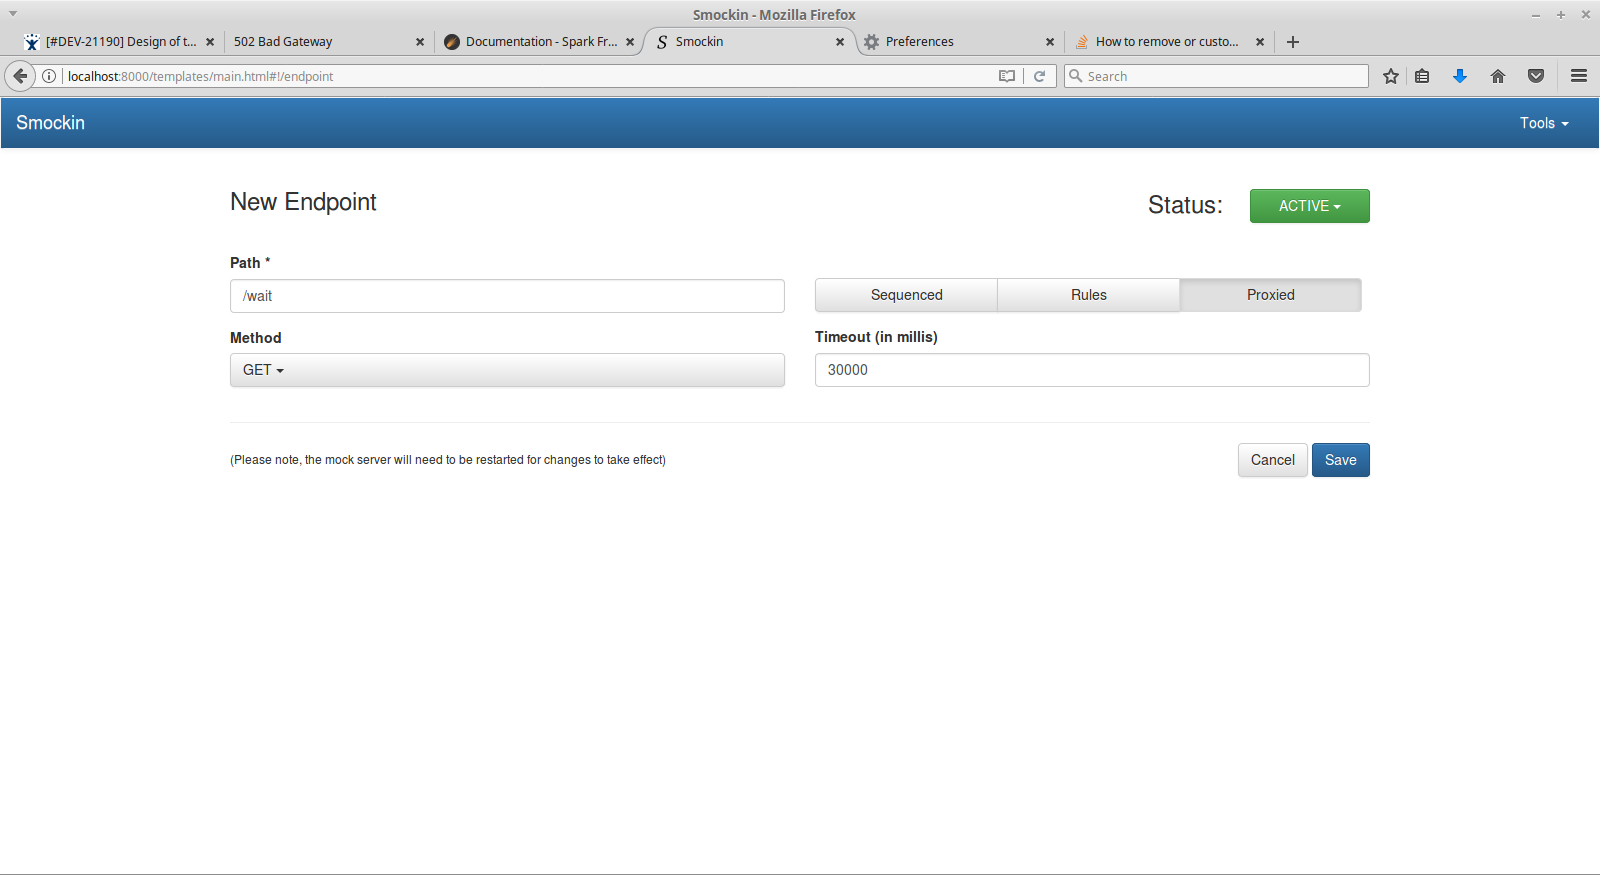 Smockin - Mozilla Firefox
[#DEV-21190] Design of t...
502 Bad Gateway
Documentation - Spark Fr...
Smockin
Preferences
How to remove or custo...
localhost:8000/templates/main.html#!/endpoint
Search
Smockin
Tools
New Endpoint
Status:
ACTIVE
Path *
/wait
Sequenced
Rules
Proxied
Method
Timeout (in millis)
GET
30000
(Please note, the mock server will need to be restarted for changes to take effect)
Cancel
Save